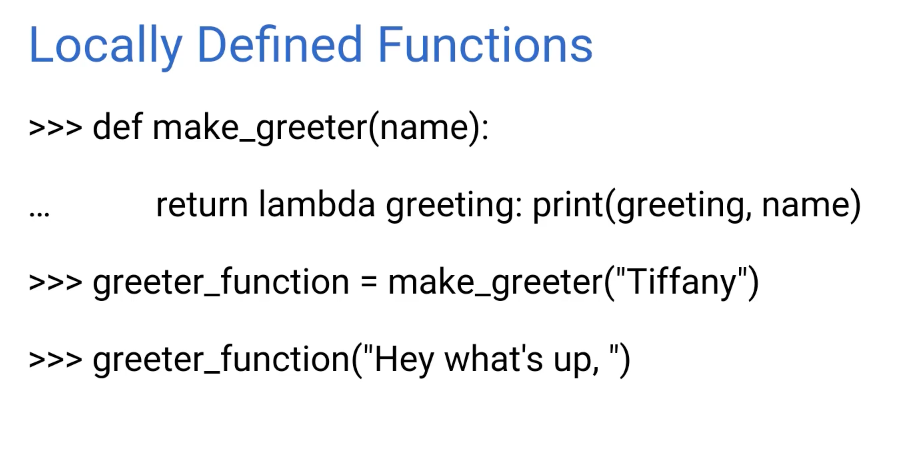 Locally Defined Functions
>>> def make_greeter(name):
… return lambda greeting: print(greeting, name)
>>> greeter_function = make_greeter("Tiffany")
>>> greeter_function("Hey what's up, ")